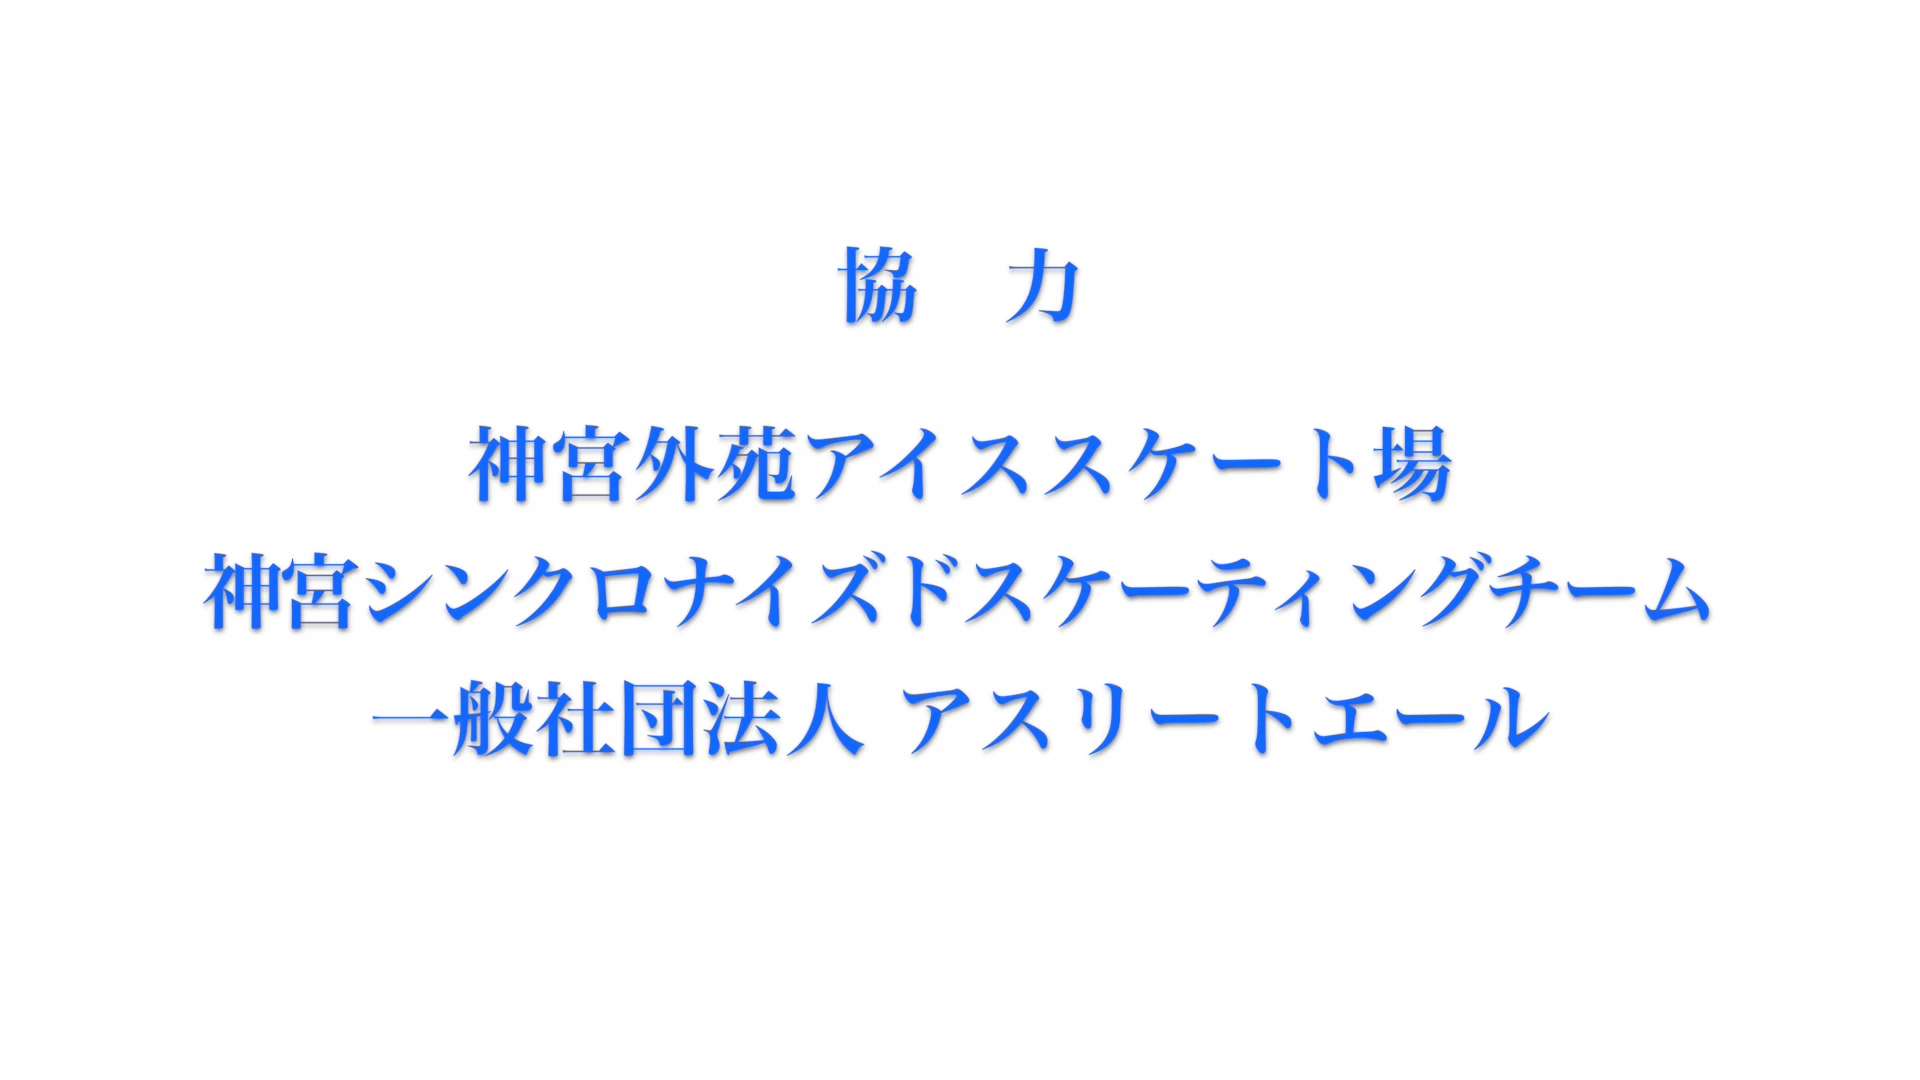 協　力
神宮外苑アイススケート場
神宮シンクロナイズドスケーティングチーム
一般社団法人 アスリートエール